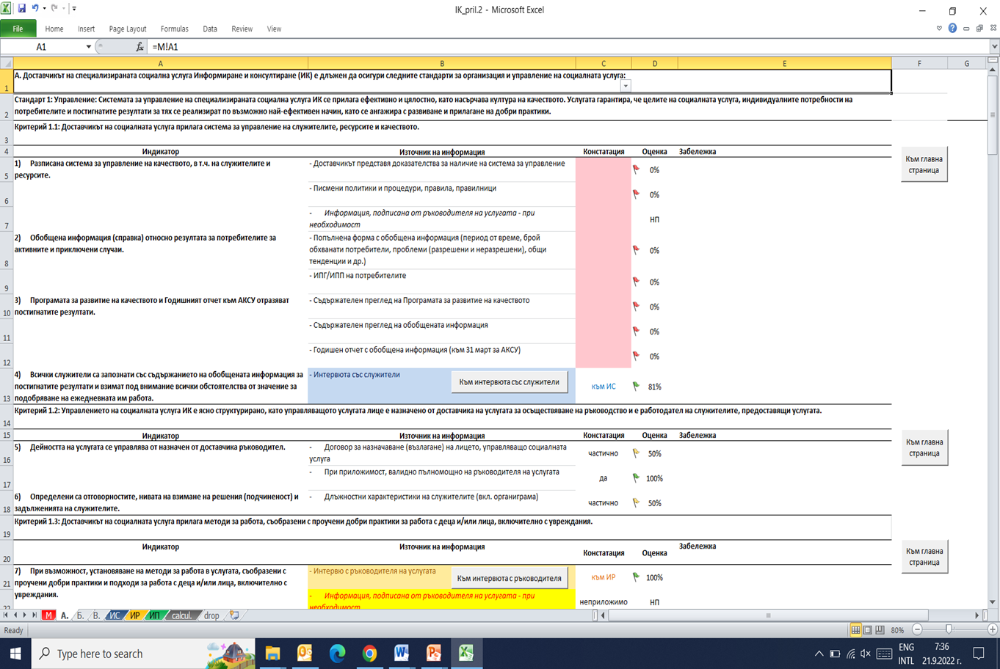 IK_pril.2 - Microsoft Excel
File Home Insert Page Layout Formulas Data Review View
A1 fx =M!A1
A B C D E F G
1 А. Доставчикът на специализираната социална услуга Информиране и консултиране (ИК) е длъжен да осигури следните стандарти за организация и управление на социалната услуга:
Стандарт 1: Управление: Системата за управление на специализираната социална услуга ИК се прилага ефективно и цялостно, като насърчава култура на качеството. Услугата гарантира, че целите на социалната услуга, индивидуалните потребности на
2 потребителите и постигнатите резултати за тях се реализират по възможно най-ефективен начин, като се ангажира с развиване и прилагане на добри практики.
3 Критерий 1.1: Доставчикът на социалната услуга прилага система за управление на служителите, ресурсите и качеството.
4 Индикатор Източник на информация Констатация Оценка Забележка
Към главна
страница
5 1) Разписана система за управление на качеството, в т.ч. на служителите и
ресурсите.
- Доставчикът представя доказателства за наличие на система за управление 0%
6 - Писмени политики и процедури, правила, правилници 0%
7 - Информация, подписана от ръководителя на услугата - при
необходимост
НП
8 2) Обобщена информация (справка) относно резултата за потребителите за
активните и приключени случаи.
- Попълнена форма с обобщена информация (период от време, брой
обхванати потребители, проблеми (разрешени и неразрешени), общи
тенденции и др.)
0%
9 - ИПГ/ИПП на потребителите 0%
10 3) Програмата за развитие на качеството и Годишният отчет към АКСУ отразяват
постигнатите резултати.
- Съдържателен преглед на Програмата за развитие на качеството 0%
11 - Съдържателен преглед на обобщената информация 0%
12 - Годишен отчет с обобщена информация (към 31 март за АКСУ) 0%
13 4) Всички служители са запознати със съдържанието на обобщената информация за
постигнатите резултати и взимат под внимание всички обстоятелства от значение за
подобряване на ежедневната им работа.
- Интервюта със служители Към интервюта със служители към ИС 81%
14 Критерий 1.2: Управлението на социалната услуга ИК е ясно структурирано, като управляващото услугата лице е назначено от доставчика на услугата за осъществяване на ръководство и е работодател на служителите, предоставящи услугата.
15 Индикатор Източник на информация Констатация Оценка Забележка
Към главна
страница
16 5) Дейността на услугата се управлява от назначен от доставчика ръководител.
- Договор за назначаване (възлагане) на лицето, управляващо социалната
услуга
частично 50%
17 - При приложимост, валидно пълномощно на ръководителя на услугата да 100%
18 6) Определени са отговорностите, нивата на взимане на решения (подчиненост) и
задълженията на служителите.
- Длъжностни характеристики на служителите (вкл. органиграма) частично 50%
19 Критерий 1.3: Доставчикът на социалната услуга прилага методи за работа, съобразени с проучени добри практики за работа с деца и/или лица, включително с увреждания.
20 Индикатор Източник на информация Констатация Оценка Забележка
Към главна
страница
21 7) При възможност, установяване на методи за работа в услугата, съобразени с
проучени добри практики и подходи за работа с деца и/или лица, включително с
увреждания.
- Интервю с ръководителя на услугата Към интервюта с ръководителя към ИР 100%
22 - Информация, подписана от ръководителя на услугата - при
необходимост
неприложимо НП
M А. Б. В. ИС ИР ИП calcul. drop
Ready 80%
Type here to search
ENG
INTL
7:36
21.9.2022 г.